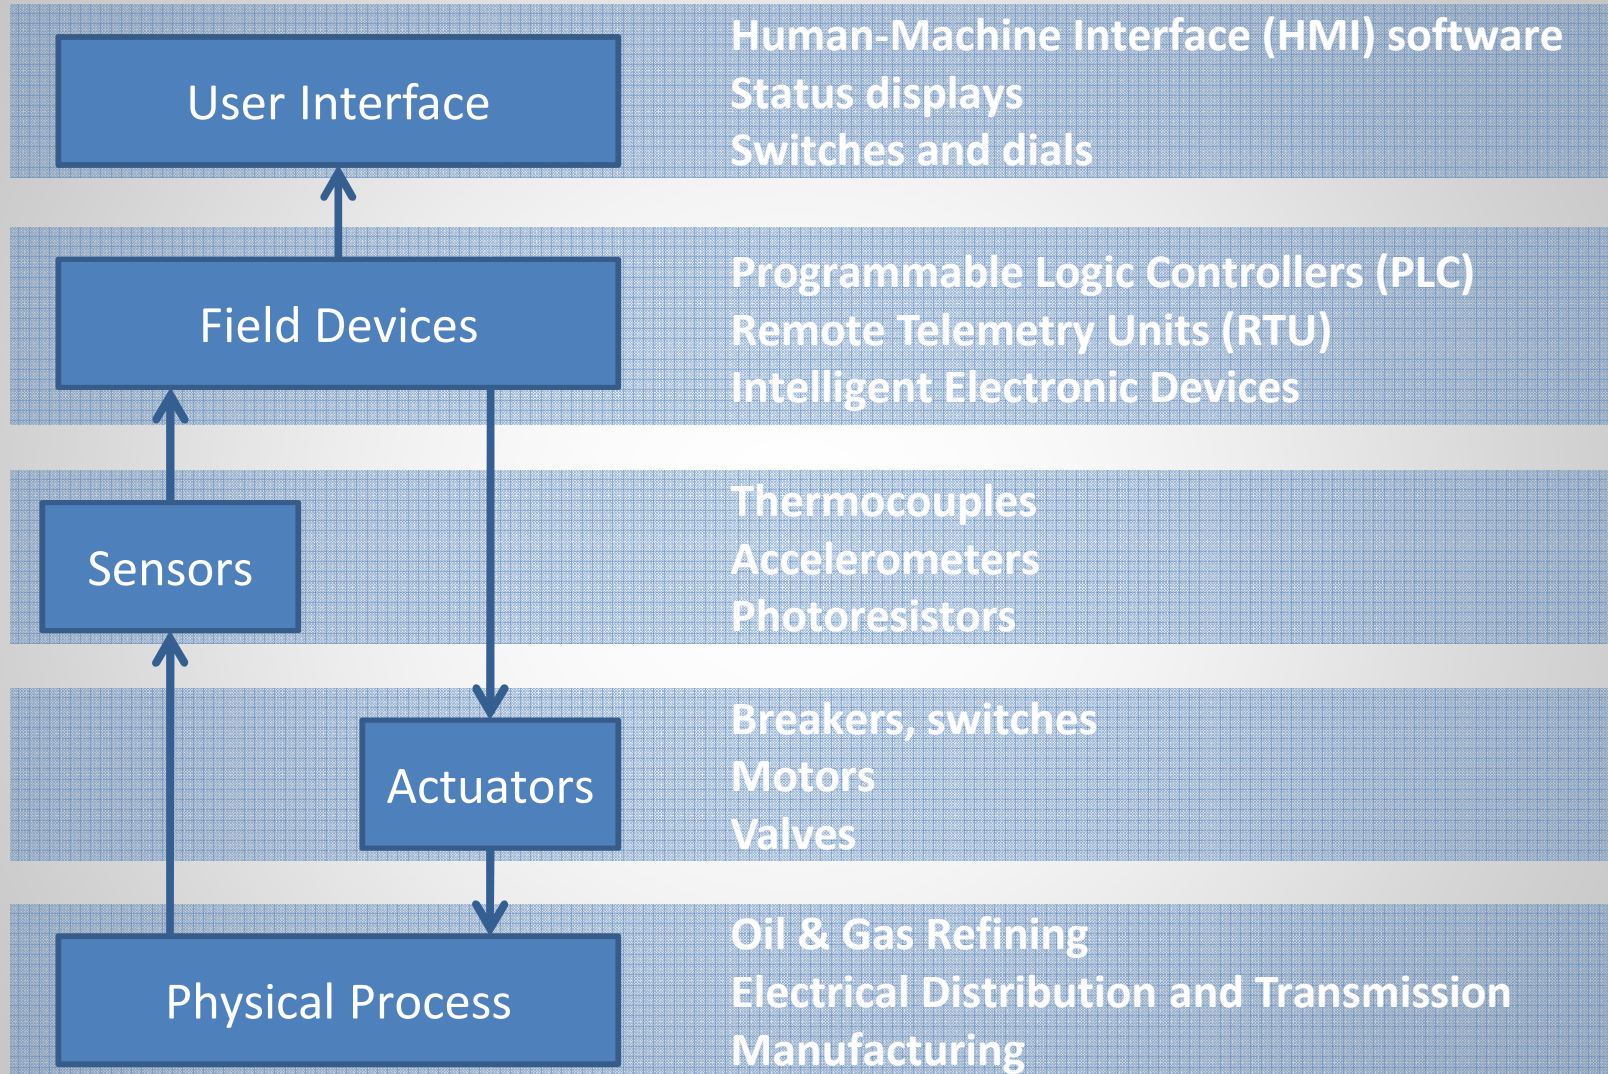 User Interface
Human-Machine Interface (HMI) software
Status displays
Switches and dials
Field Devices
Programmable Logic Controllers (PLC)
Remote Telemetry Units (RTU)
Intelligent Electronic Devices
Sensors
Thermocouples
Accelerometers
Photoresistors
Actuators
Breakers, switches
Motors
Valves
Physical Process
Oil & Gas Refining
Electrical Distribution and Transmission
Manufacturing